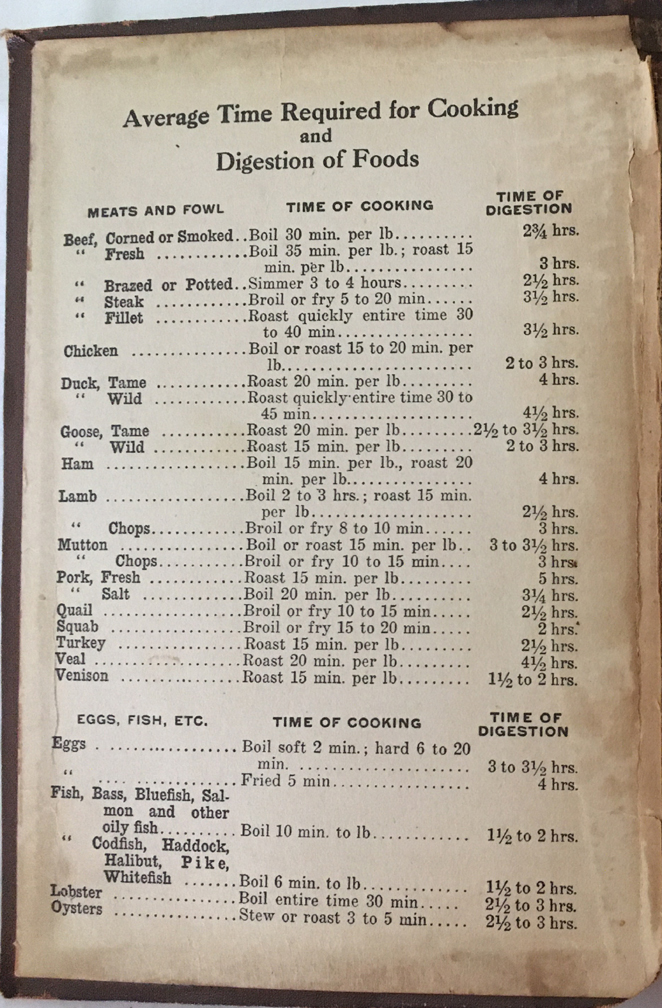 Average Time Required for Cooking
and
Digestion of Foods
MEATS AND FOWL TIME OF COOKING TIME OF DIGESTION
Beef, Corned or Smoked..Boil 30 min. per lb.......... 2¾ hrs.
“ Fresh ............Boil 35 min. per lb.; roast 15
min. per lb................ 3 hrs.
“ Brazed or Potted..Simmer 3 to 4 hours......... 2½ hrs.
“ Steak ............Broil or fry 5 to 20 min...... 3½ hrs.
“ Fillet ............Roast quickly entire time 30
to 40 min................. 3½ hrs.
Chicken ...............Boil or roast 15 to 20 min. per
lb....................... 2 to 3 hrs.
Duck, Tame ............Roast 20 min. per lb......... 4 hrs.
“ Wild ............Roast quickly entire time 30 to
45 min................... 4½ hrs.
Goose, Tame ...........Roast 20 min. per lb.........2½ to 3½ hrs.
“ Wild ............Roast 15 min. per lb......... 2 to 3 hrs.
Ham ...................Boil 15 min. per lb., roast 20
min. per lb............... 4 hrs.
Lamb ..................Boil 2 to 3 hrs.; roast 15 min.
per lb................... 2½ hrs.
“ Chops............Broil or fry 8 to 10 min...... 3 hrs.
Mutton ................Boil or roast 15 min. per lb.. 3 to 3½ hrs.
“ Chops............Broil or fry 10 to 15 min.... 3 hrs.
Pork, Fresh ............Roast 15 min. per lb......... 5 hrs.
“ Salt .............Boil 20 min. per lb.......... 3¼ hrs.
Quail ..................Broil or fry 10 to 15 min..... 2½ hrs.
Squab .................Broil or fry 15 to 20 min..... 2 hrs.
Turkey ................Roast 15 min. per lb......... 2½ hrs.
Veal ..................Roast 20 min. per lb......... 4½ hrs.
Venison ...............Roast 15 min. per lb......... 1½ to 2 hrs.
EGGS, FISH, ETC. TIME OF COOKING TIME OF DIGESTION
Eggs ..................Boil soft 2 min.; hard 6 to 20
min. ..................... 3 to 3½ hrs.
“ .... .............Fried 5 min................. 4 hrs.
Fish, Bass, Bluefish, Sal-
mon and other
oily fish..........Boil 10 min. to lb............ 1½ to 2 hrs.
“ Codfish, Haddock,
Halibut, Pike,
Whitefish .......Boil 6 min. to lb............. 1½ to 2 hrs.
Lobster ...............Boil entire time 30 min..... 2½ to 3 hrs.
Oysters ...............Stew or roast 3 to 5 min..... 2½ to 3 hrs.